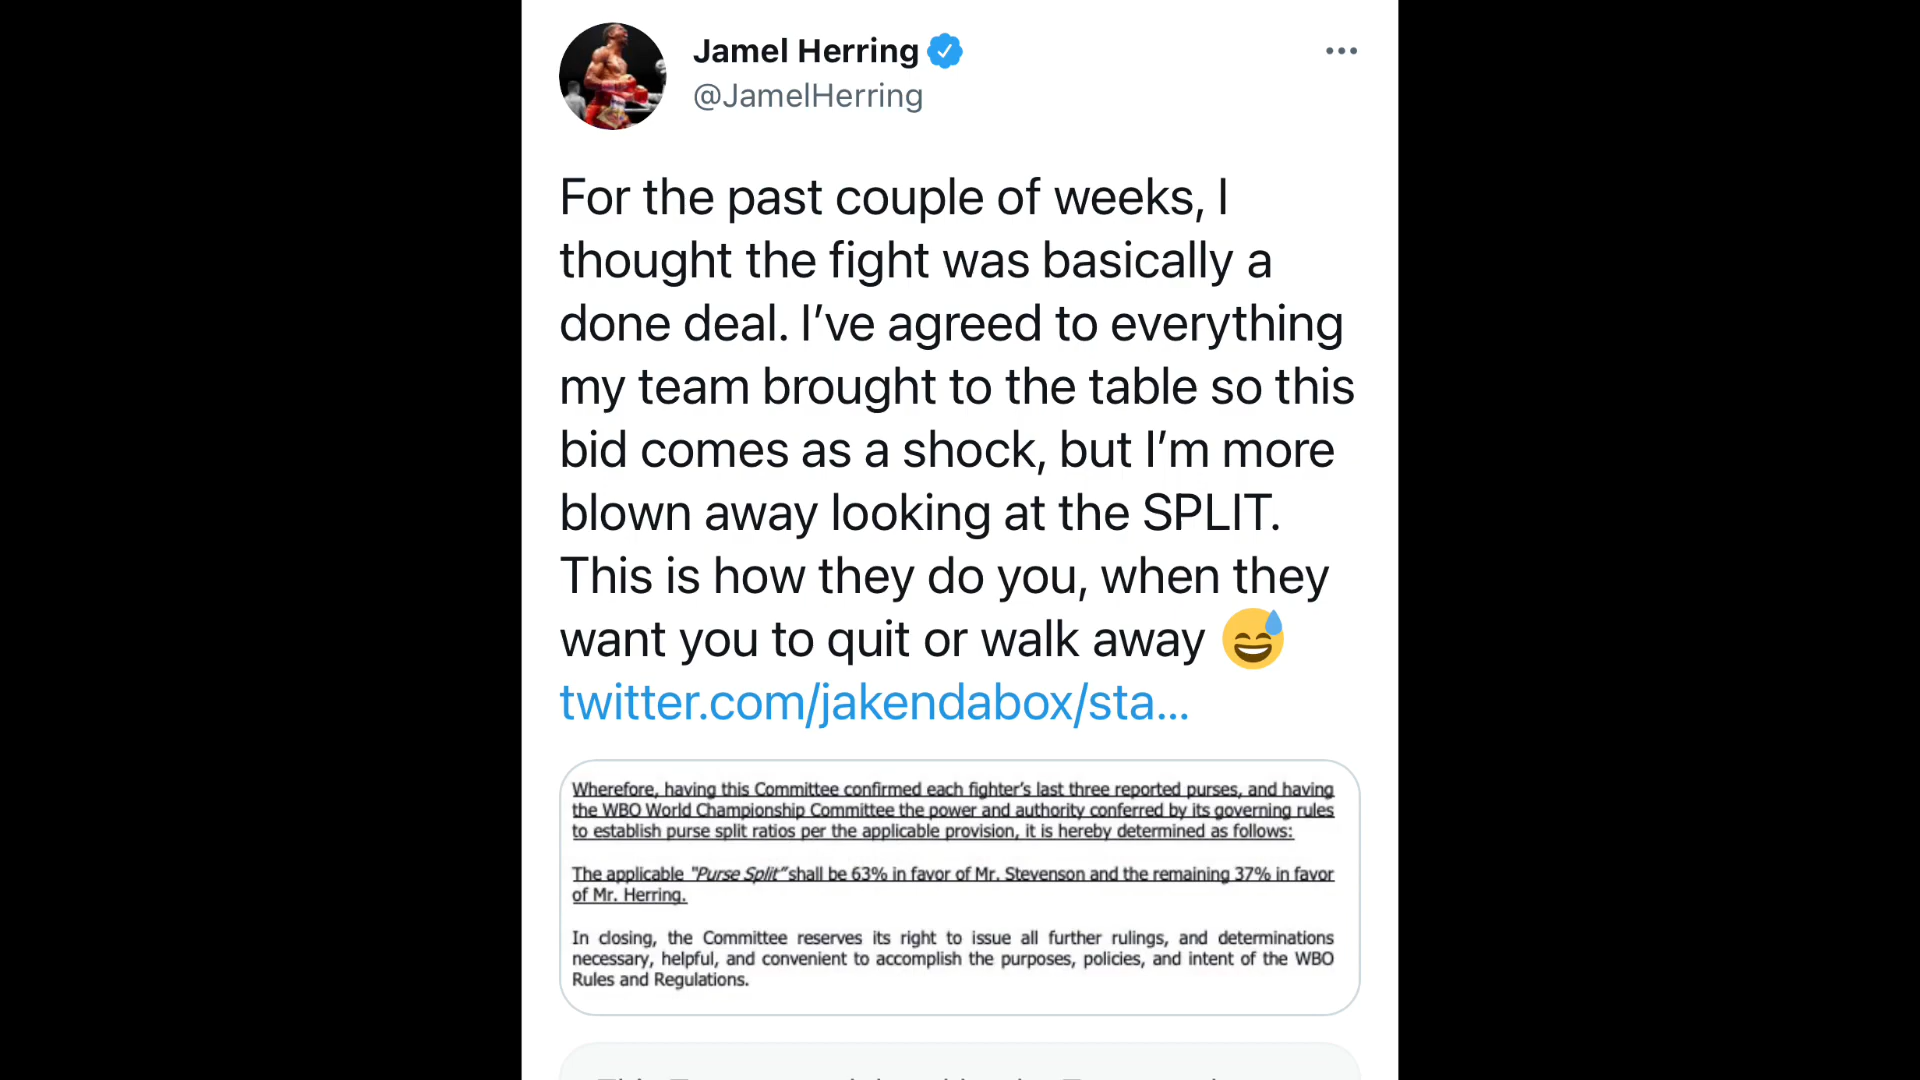 Jamel Herring
@JamelHerring
For the past couple of weeks, I
thought the fight was basically a
done deal. I’ve agreed to everything
my team brought to the table so this
bid comes as a shock, but I’m more
blown away looking at the SPLIT.
This is how they do you, when they
want you to quit or walk away 😅
twitter.com/jakendabox/sta...
Wherefore, having this Committee confirmed each fighter’s last three reported purses, and having
the WBO World Championship Committee the power and authority conferred by its governing rules
to establish purse split ratios per the applicable provision, it is hereby determined as follows:
The applicable "Purse Split" shall be 63% in favor of Mr. Stevenson and the remaining 37% in favor
of Mr. Herring.
In closing, the Committee reserves its right to issue all further rulings, and determinations
necessary, helpful, and convenient to accomplish the purposes, policies, and intent of the WBO
Rules and Regulations.